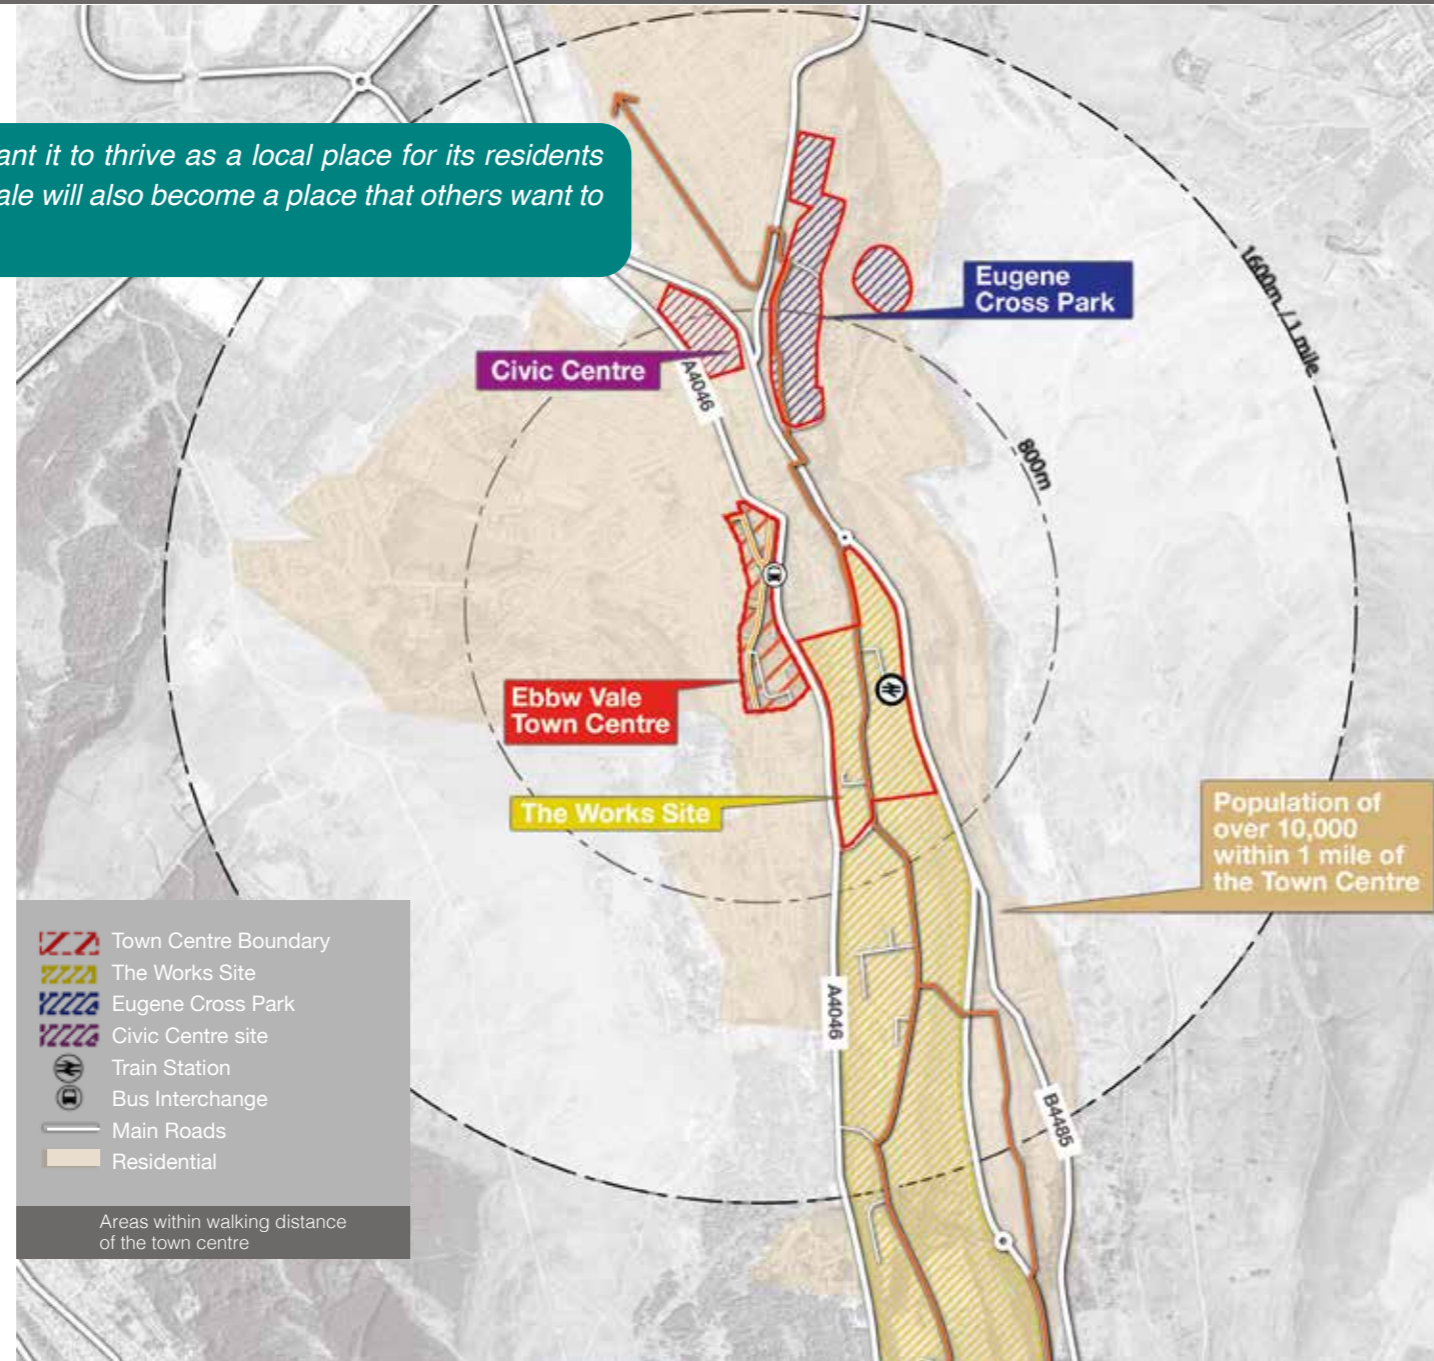 ant it to thrive as a local place for its residents
ale will also become a place that others want to
Eugene
Cross Park
1600m / 1 mile
Civic Centre
A4046
800m
Ebbw Vale
Town Centre
The Works Site
Population of
over 10,000
within 1 mile of
the Town Centre
A4046
B4485
Town Centre Boundary
The Works Site
Eugene Cross Park
Civic Centre site
Train Station
Bus Interchange
Main Roads
Residential
Areas within walking distance
of the town centre